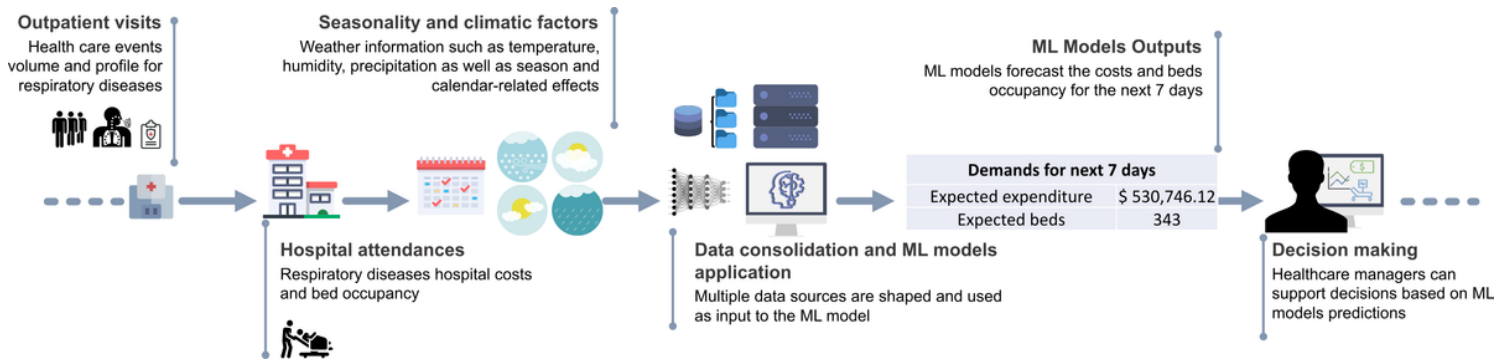 Outpatient visits
Health care events
volume and profile for
respiratory diseases
Seasonality and climatic factors
Weather information such as temperature,
humidity, precipitation as well as season and
calendar-related effects
ML Models Outputs
ML models forecast the costs and beds
occupancy for the next 7 days
Demands for next 7 days
Expected expenditure $ 530,746.12
Expected beds 343
Hospital attendances
Respiratory diseases hospital costs
and bed occupancy
Data consolidation and ML models
application
Multiple data sources are shaped and used
as input to the ML model
Decision making
Healthcare managers can
support decisions based on ML
models predictions